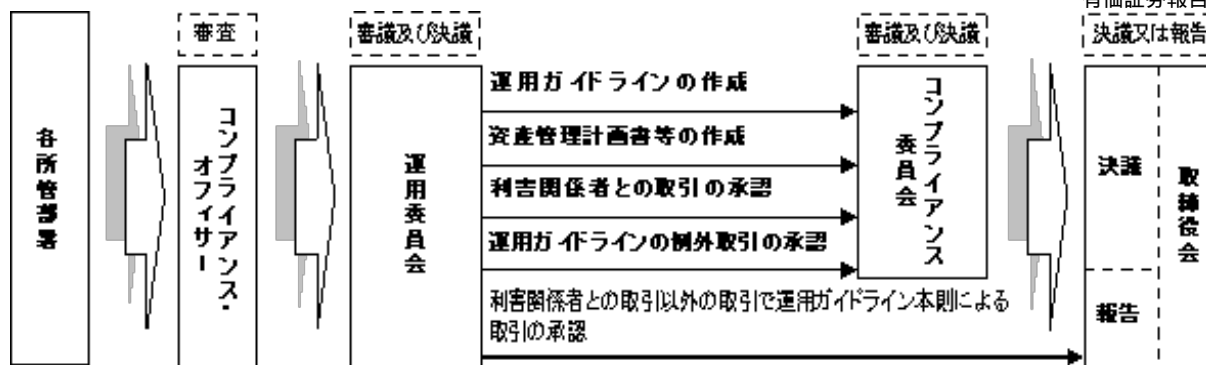 有価証券報告
審査
審議及び決議
審議及び決議
決議又は報告
各所管部署
コンプライアンス・
オフィサー
運用委員会
運用ガイドラインの作成
資産管理計画書等の作成
利害関係者との取引の承認
運用ガイドラインの例外取引の承認
利害関係者との取引以外の取引で運用ガイドライン本則による
取引の承認
コンプライアンス
委員会
決議
報告
取締役会